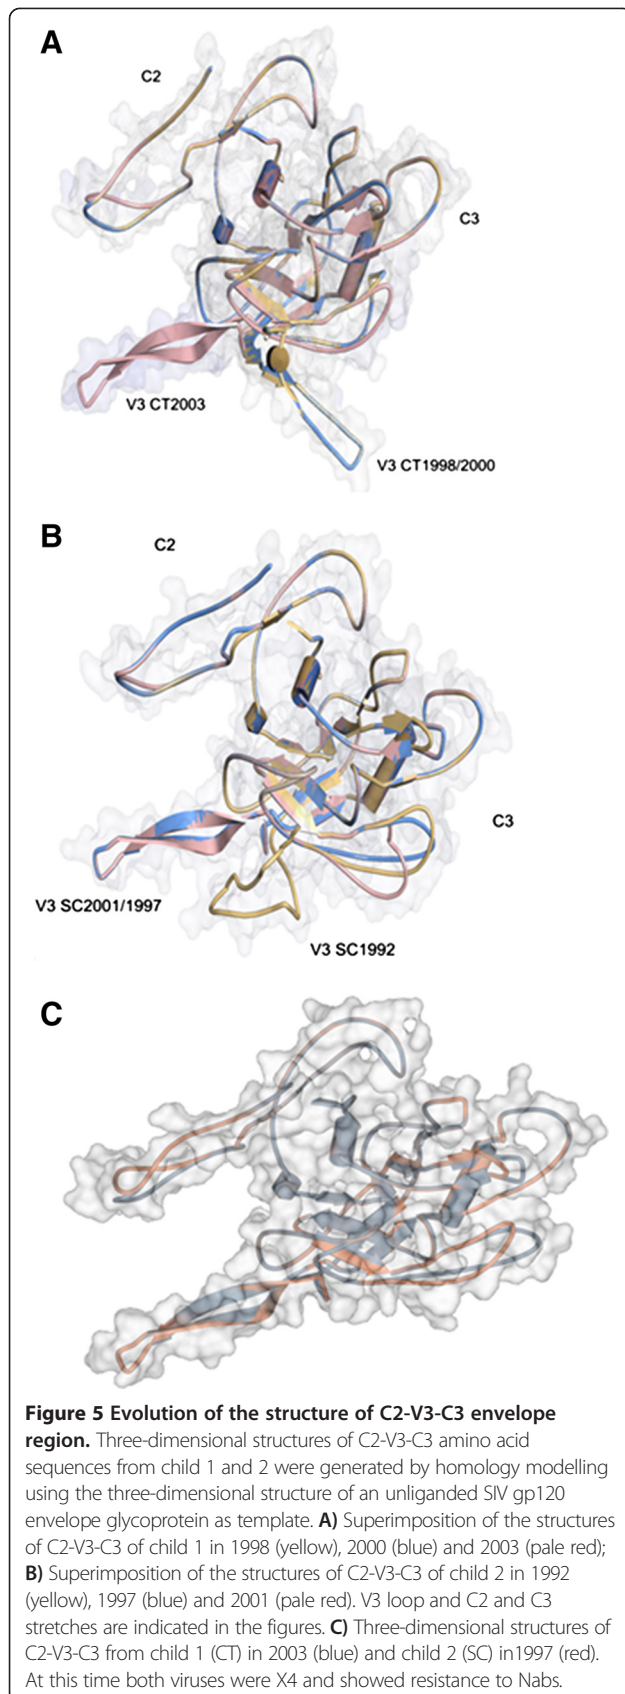 A
C2
C3
V3 CT2003
V3 CT1998/2000
B
C2
C3
V3 SC2001/1997
V3 SC1992
C
Figure 5 Evolution of the structure of C2-V3-C3 envelope
region. Three-dimensional structures of C2-V3-C3 amino acid
sequences from child 1 and 2 were generated by homology modelling
using the three-dimensional structure of an unliganded SIV gp120
envelope glycoprotein as template. A) Superimposition of the structures
of C2-V3-C3 of child 1 in 1998 (yellow), 2000 (blue) and 2003 (pale red);
B) Superimposition of the structures of C2-V3-C3 of child 2 in 1992
(yellow), 1997 (blue) and 2001 (pale red). V3 loop and C2 and C3
stretches are indicated in the figures. C) Three-dimensional structures of
C2-V3-C3 from child 1 (CT) in 2003 (blue) and child 2 (SC) in1997 (red).
At this time both viruses were X4 and showed resistance to Nabs.